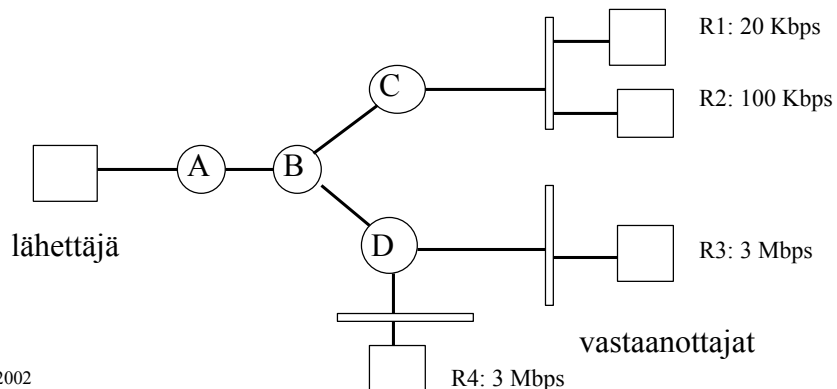 R1: 20 Kbps
C
R2: 100 Kbps
A
B
lähettäjä
D
R3: 3 Mbps
vastaanottajat
2002
R4: 3 Mbps